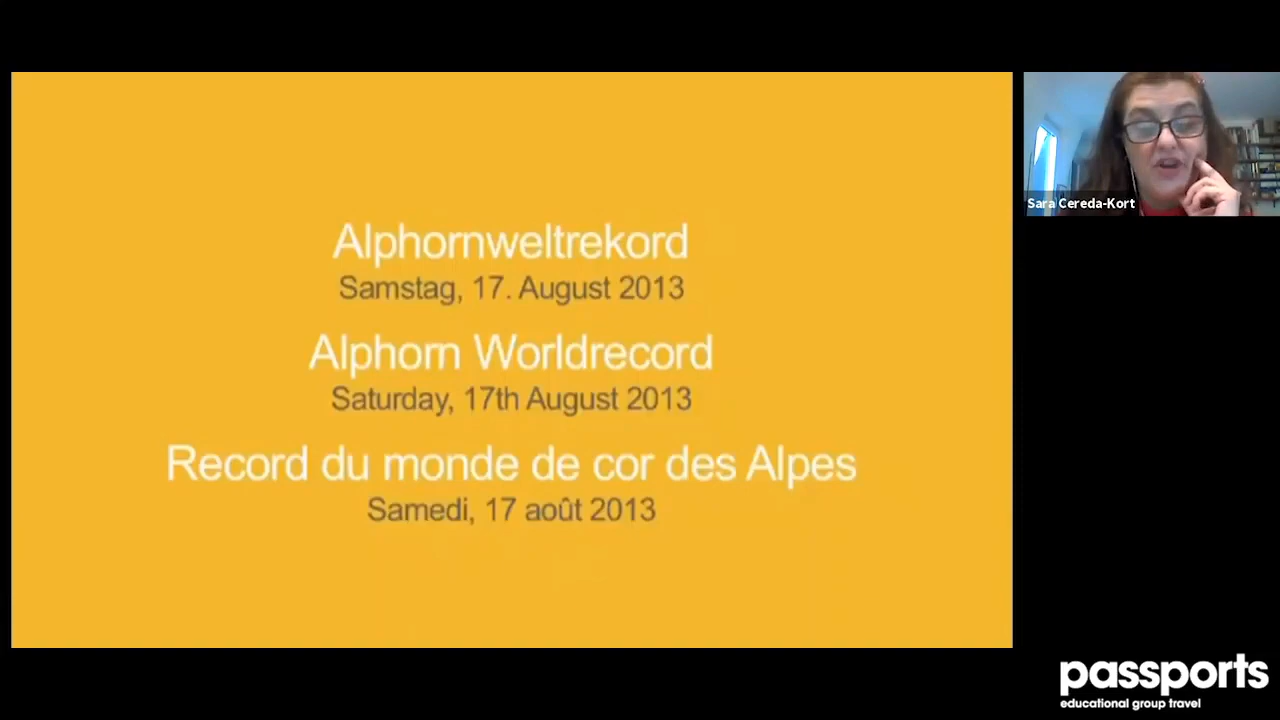 Alphornweltrekord
Samstag, 17. August 2013
Alphorn Worldrecord
Saturday, 17th August 2013
Record du monde de cor des Alpes
Samedi, 17 août 2013
Sara Cereda-Kort
passports
educational group travel